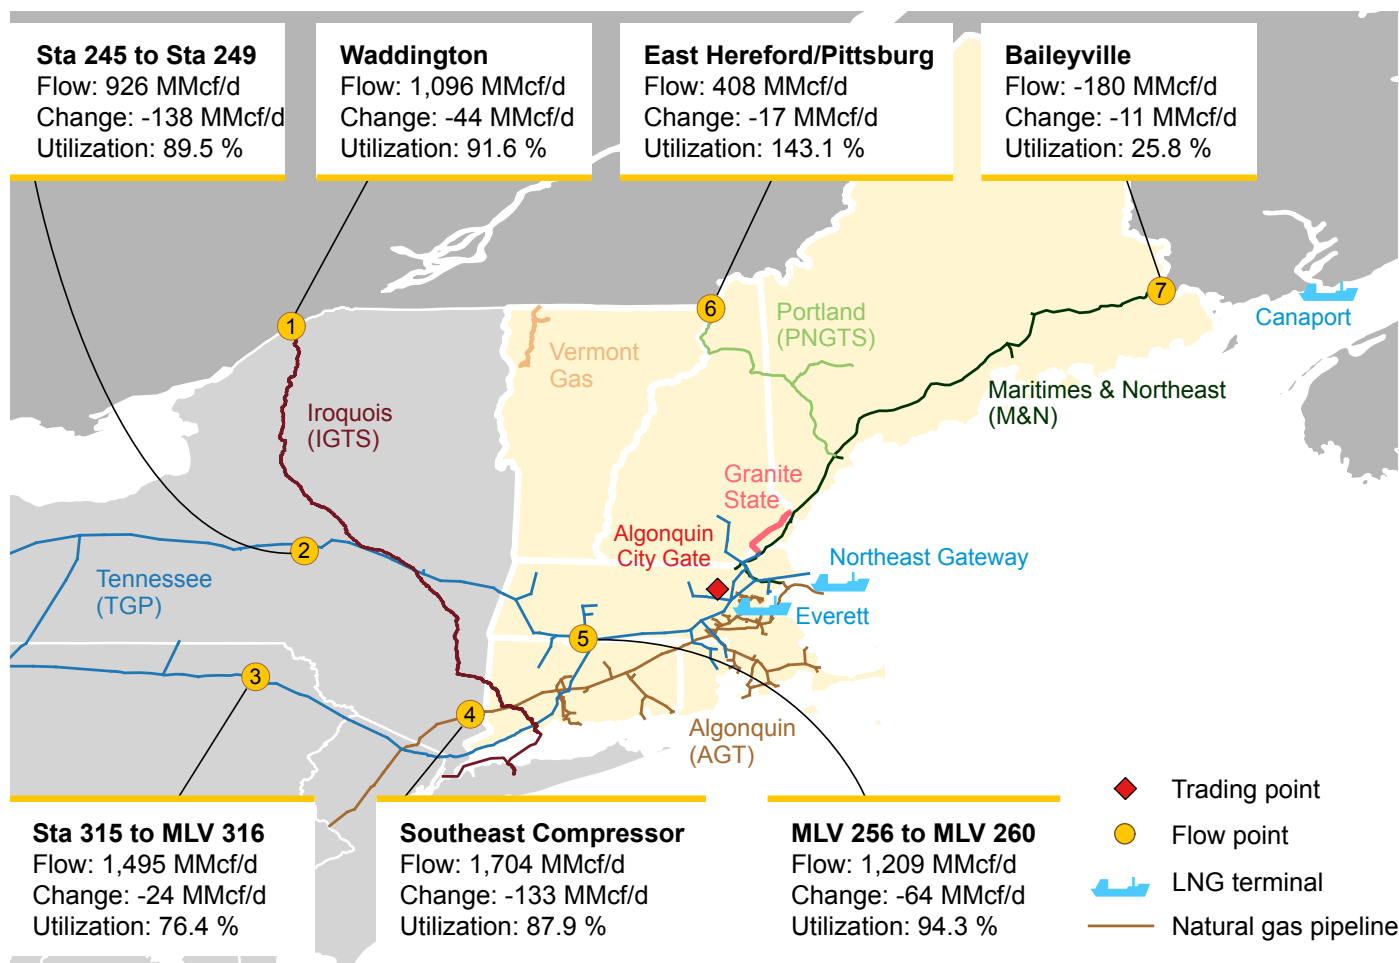 Sta 245 to Sta 249
Flow: 926 MMcf/d
Change: -138 MMcf/d
Utilization: 89.5 %
Waddington
Flow: 1,096 MMcf/d
Change: -44 MMcf/d
Utilization: 91.6 %
East Hereford/Pittsburg
Flow: 408 MMcf/d
Change: -17 MMcf/d
Utilization: 143.1 %
Baileyville
Flow: -180 MMcf/d
Change: -11 MMcf/d
Utilization: 25.8 %
7
6
1
Canaport
Portland
(PNGTS)
Vermont
Gas
Maritimes & Northeast
(M&N)
Iroquois
(IGTS)
Granite
State
Algonquin
City Gate
2
Northeast Gateway
Tennessee
(TGP)
Everett
5
3
4
Algonquin
(AGT)
Sta 315 to MLV 316
Flow: 1,495 MMcf/d
Change: -24 MMcf/d
Utilization: 76.4 %
Southeast Compressor
Flow: 1,704 MMcf/d
Change: -133 MMcf/d
Utilization: 87.9 %
MLV 256 to MLV 260
Flow: 1,209 MMcf/d
Change: -64 MMcf/d
Utilization: 94.3 %
Trading point
Flow point
LNG terminal
Natural gas pipeline